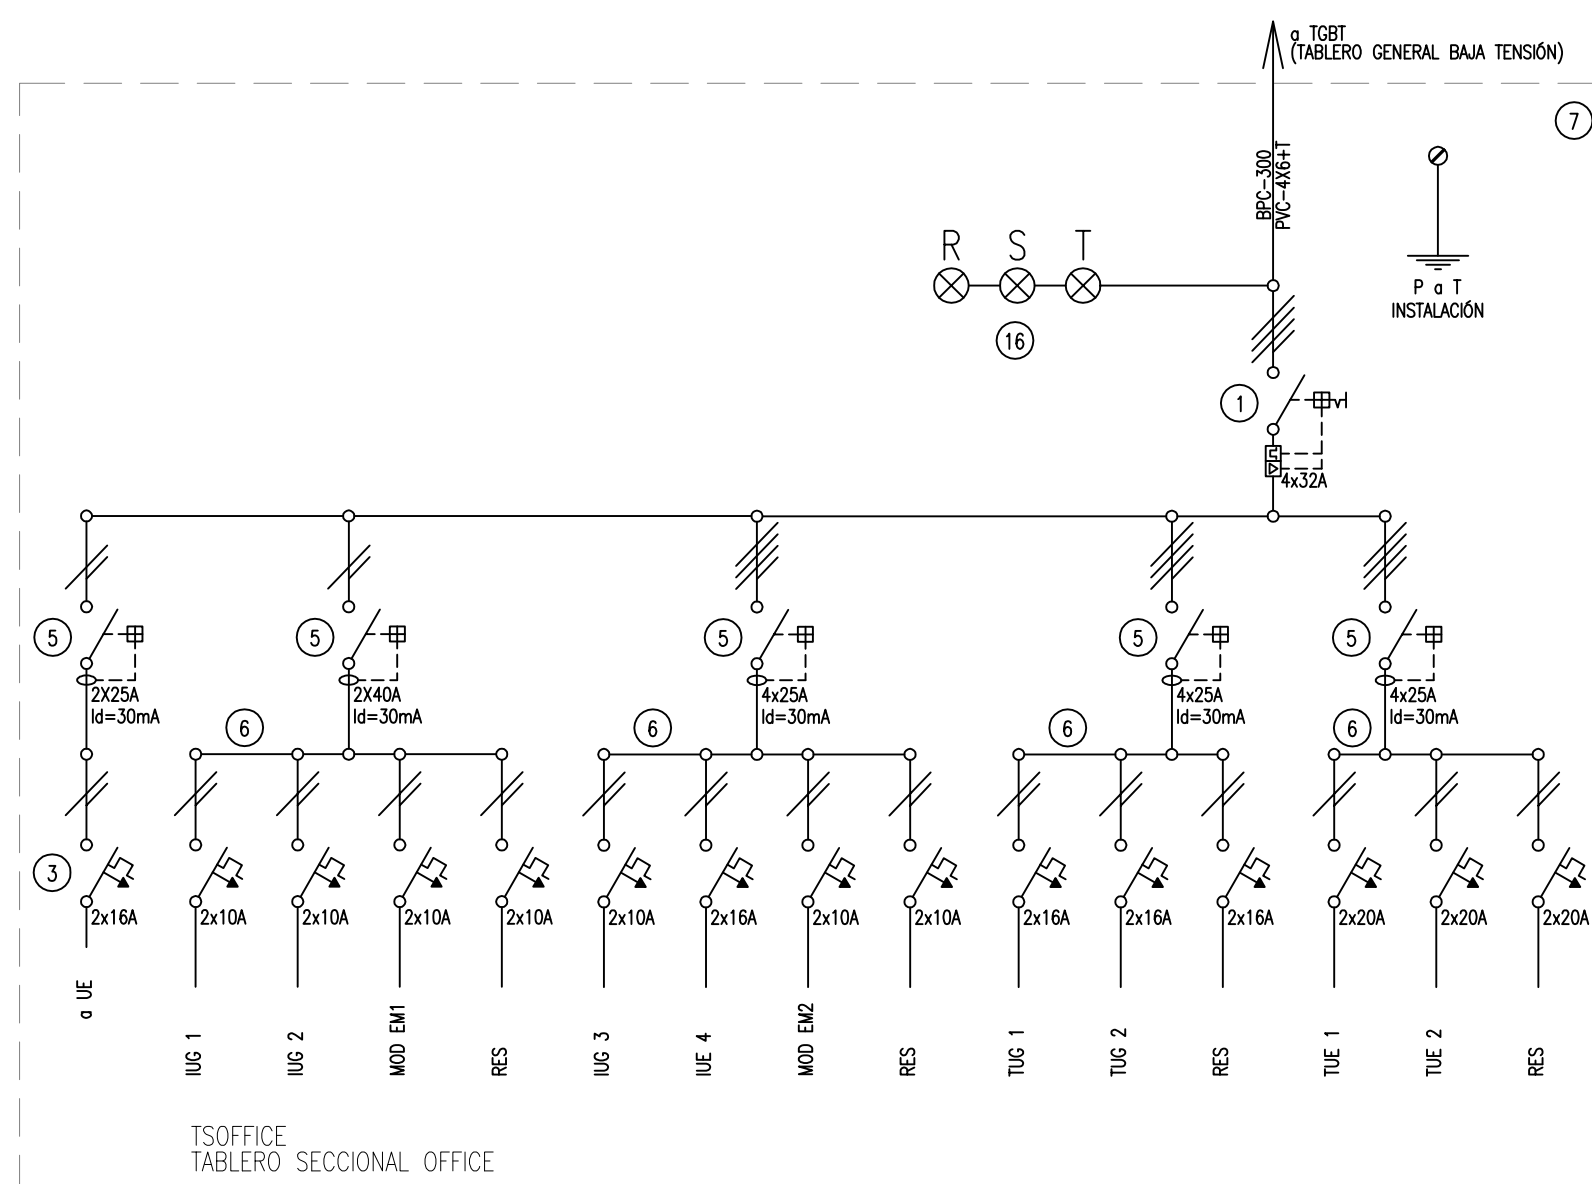 a TGBT
(TABLERO GENERAL BAJA TENSIÓN)
7
BPC-300
PVC-4X6+T
R S T
P a T
INSTALACIÓN
16
1
4x32A
5 5 5 5 5
2X25A 2X40A 4x25A 4x25A 4x25A
Id=30mA Id=30mA Id=30mA Id=30mA Id=30mA
6 6 6 6
3
2x16A 2x10A 2x10A 2x10A 2x10A 2x10A 2x16A 2x10A 2x10A 2x16A 2x16A 2x16A 2x20A 2x20A 2x20A
a UE
IUG 1
IUG 2
MOD EM1
RES
IUG 3
IUE 4
MOD EM2
RES
TUG 1
TUG 2
RES
TUE 1
TUE 2
RES
TSOFFICE
TABLERO SECCIONAL OFFICE